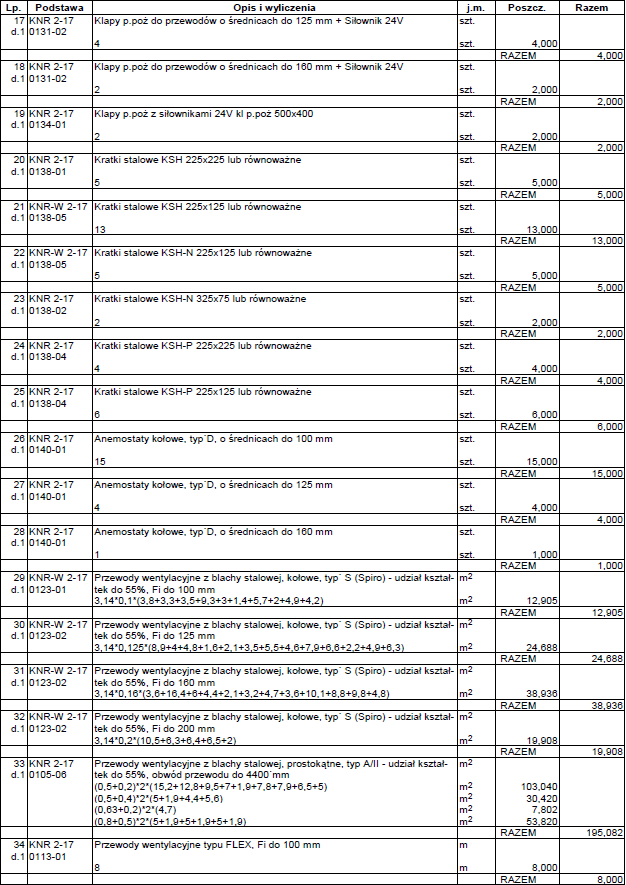 Lp. Podstawa Opis i wyliczenia j.m. Poszcz. Razem
17 KNR 2-17 Klapy p.poż do przewodów o średnicach do 125 mm + Siłownik 24V szt.
d.1 0131-02
4 szt. 4,000
RAZEM 4,000
18 KNR 2-17 Klapy p.poż do przewodów o średnicach do 160 mm + Siłownik 24V szt.
d.1 0131-02
2 szt. 2,000
RAZEM 2,000
19 KNR 2-17 Klapy p.poż z siłownikami 24V kl p.poż 500x400 szt.
d.1 0134-01
2 szt. 2,000
RAZEM 2,000
20 KNR 2-17 Kratki stalowe KSH 225x225 lub równoważne szt.
d.1 0138-01
5 szt. 5,000
RAZEM 5,000
21 KNR-W 2-17 Kratki stalowe KSH 225x125 lub równoważne szt.
d.1 0138-05
13 szt. 13,000
RAZEM 13,000
22 KNR-W 2-17 Kratki stalowe KSH-N 225x125 lub równoważne szt.
d.1 0138-05
5 szt. 5,000
RAZEM 5,000
23 KNR 2-17 Kratki stalowe KSH-N 325x75 lub równoważne szt.
d.1 0138-02
2 szt. 2,000
RAZEM 2,000
24 KNR 2-17 Kratki stalowe KSH-P 225x225 lub równoważne szt.
d.1 0138-04
4 szt. 4,000
RAZEM 4,000
25 KNR 2-17 Kratki stalowe KSH-P 225x125 lub równoważne szt.
d.1 0138-04
6 szt. 6,000
RAZEM 6,000
26 KNR 2-17 Anemostaty kołowe, typ`D, o średnicach do 100 mm szt.
d.1 0140-01
15 szt. 15,000
RAZEM 15,000
27 KNR 2-17 Anemostaty kołowe, typ`D, o średnicach do 125 mm szt.
d.1 0140-01
4 szt. 4,000
RAZEM 4,000
28 KNR 2-17 Anemostaty kołowe, typ`D, o średnicach do 160 mm szt.
d.1 0140-01
1 szt. 1,000
RAZEM 1,000
29 KNR-W 2-17 Przewody wentylacyjne z blachy stalowej, kołowe, typ` S (Spiro) - udział kształ- m2
d.1 0123-01 tek do 55%, Fi do 100 mm
3,14*0,1*(3,8+3,3+3,5+9,3+3+1,4+5,7+2+4,9+4,2) m2 12,905
RAZEM 12,905
30 KNR-W 2-17 Przewody wentylacyjne z blachy stalowej, kołowe, typ` S (Spiro) - udział kształ- m2
d.1 0123-02 tek do 55%, Fi do 125 mm
3,14*0,125*(8,9+4+4,8+1,6+2,1+3,5+5,5+4,6+7,9+6,6+2,2+4,9+6,3) m2 24,688
RAZEM 24,688
31 KNR-W 2-17 Przewody wentylacyjne z blachy stalowej, kołowe, typ` S (Spiro) - udział kształ- m2
d.1 0123-02 tek do 55%, Fi do 160 mm
3,14*0,16*(3,6+16,4+6+4,4+2,1+3,2+4,7+3,6+10,1+8,8+9,8+4,8) m2 38,936
RAZEM 38,936
32 KNR-W 2-17 Przewody wentylacyjne z blachy stalowej, kołowe, typ` S (Spiro) - udział kształ- m2
d.1 0123-02 tek do 55%, Fi do 200 mm
3,14*0,2*(10,5+6,3+6,4+6,5+2) m2 19,908
RAZEM 19,908
33 KNR 2-17 Przewody wentylacyjne z blachy stalowej, prostokątne, typ A/II - udział kształ- m2
d.1 0105-06 tek do 55%, obwód przewodu do 4400`mm
(0,5+0,2)*2*(15,2+12,8+9,5+7+1,9+7,8+7,9+6,5+5) m2 103,040
(0,5+0,4)*2*(5+1,9+4,4+5,6) m2 30,420
(0,63+0,2)*2*(4,7) m2 7,802
(0,8+0,5)*2*(5+1,9+5+1,9+5+1,9) m2 53,820
RAZEM 195,082
34 KNR 2-17 Przewody wentylacyjne typu FLEX, Fi do 100 mm m
d.1 0113-01
8 m 8,000
RAZEM 8,000